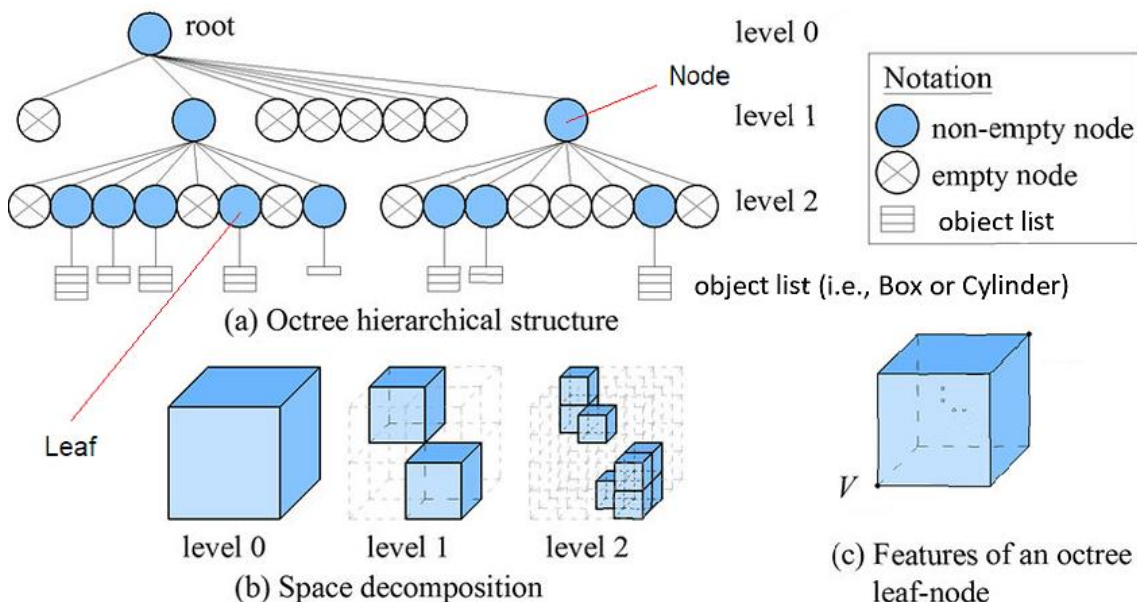 root
level 0
Node
level 1
level 2
Notation
non-empty node
empty node
object list
object list (i.e., Box or Cylinder)
(a) Octree hierarchical structure
Leaf
level 0
level 1
level 2
(b) Space decomposition
V
(c) Features of an octree
leaf-node